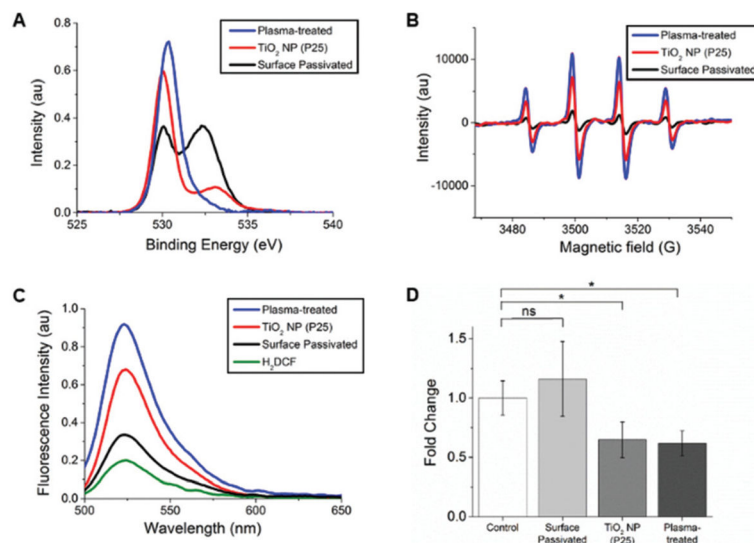 A
Intensity (au)
0.8
0.6
0.4
0.2
0.0
525
530
535
540
Binding Energy (eV)
Plasma-treated
TiO₂ NP (P25)
Surface Passivated
B
Intensity (au)
10000
0
-10000
3480
3500
3520
3540
Magnetic field (G)
Plasma-treated
TiO₂ NP (P25)
Surface Passivated
C
Fluorescence Intensity (au)
1.0
0.8
0.6
0.4
0.2
0.0
500
550
600
650
Wavelength (nm)
Plasma-treated
TiO₂ NP (P25)
Surface Passivated
H₂DCF
D
Fold Change
1.5
1.0
0.5
0.0
*
*
ns
Control
Surface
Passivated
TiO₂ NP
(P25)
Plasma-
treated